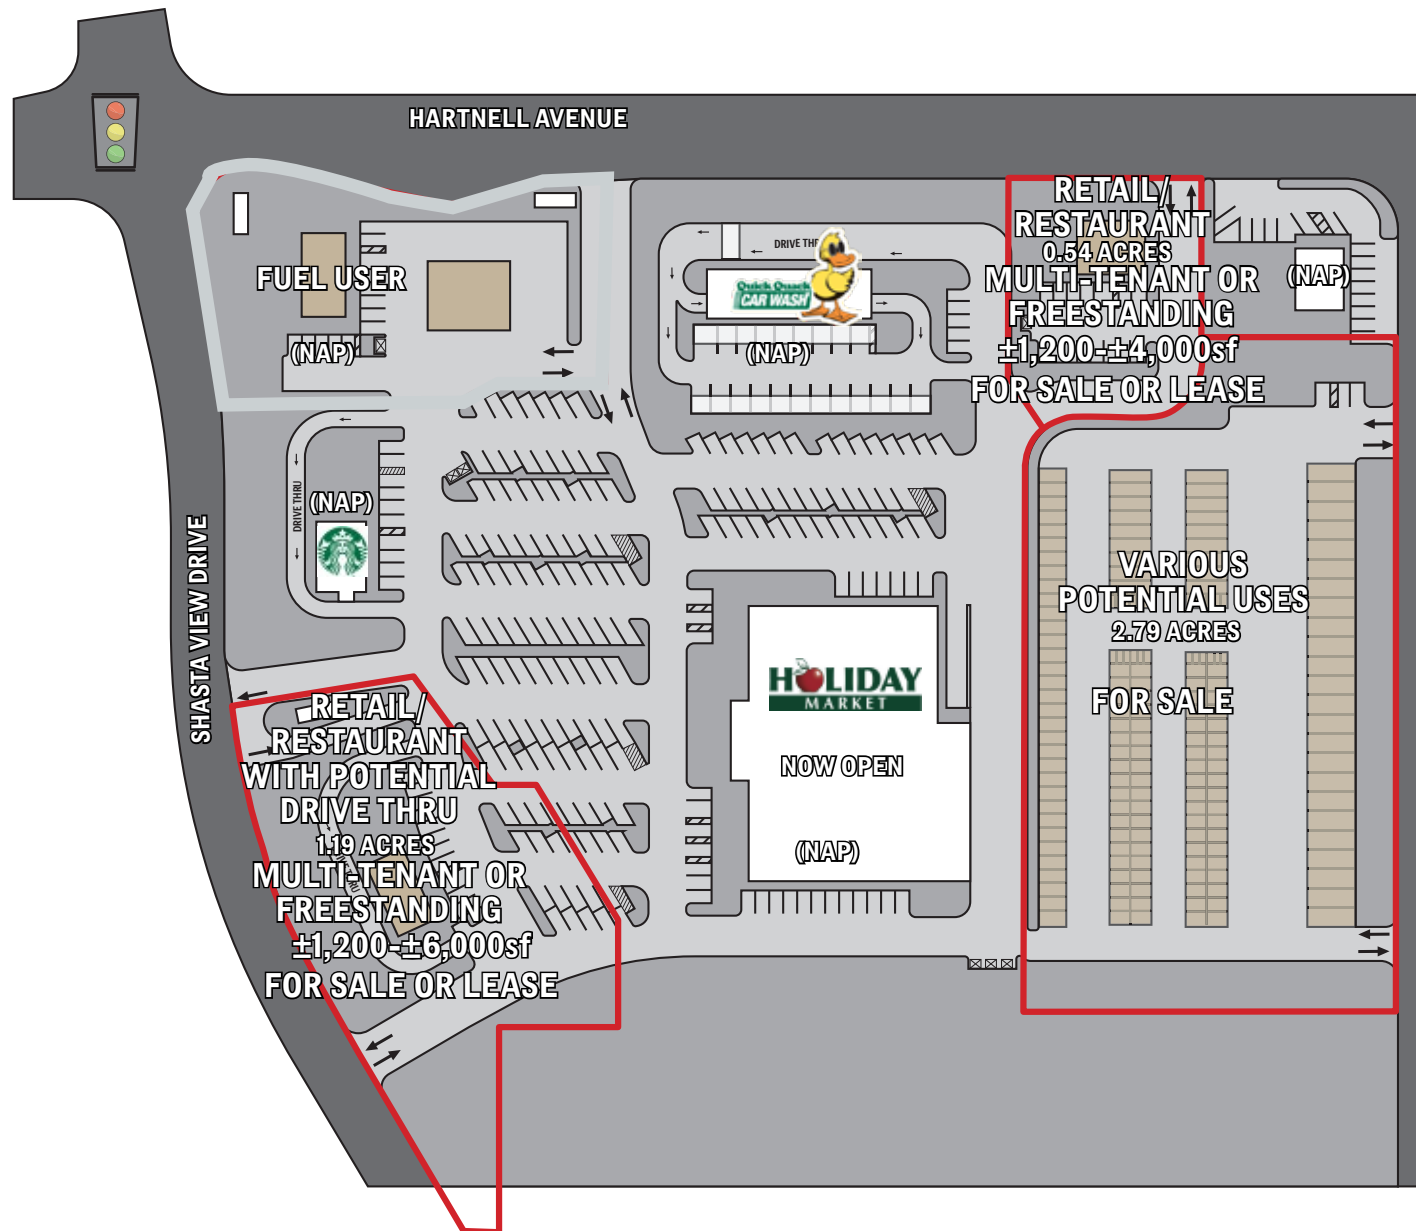 HARTNELL AVENUE
FUEL USER
(NAP)
DRIVE THRU
Quick Quack
CAR WASH
(NAP)
RETAIL/
RESTAURANT
0.54 ACRES
MULTI-TENANT OR
FREESTANDING
±1,200-±4,000sf
FOR SALE OR LEASE
(NAP)
DRIVE THRU
(NAP)
SHASTA VIEW DRIVE
HOLIDAY
MARKET
NOW OPEN
(NAP)
VARIOUS
POTENTIAL USES
2.79 ACRES
FOR SALE
RETAIL/
RESTAURANT
WITH POTENTIAL
DRIVE THRU
1.19 ACRES
MULTI-TENANT OR
FREESTANDING
±1,200-±6,000sf
FOR SALE OR LEASE